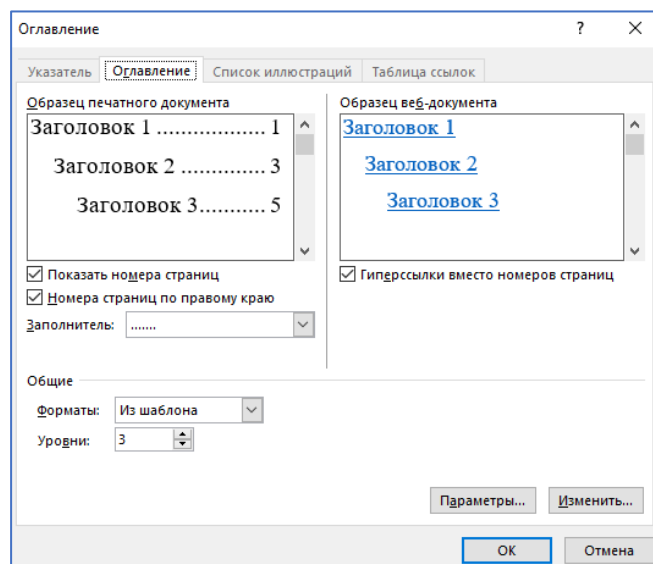 Оглавление
Указатель Оглавление Список иллюстраций Таблица ссылок
Образец печатного документа
Заголовок 1 .................. 1
Заголовок 2 .............. 3
Заголовок 3........... 5
Показать номера страниц
Номера страниц по правому краю
Заполнитель: .......
Образец веб-документа
Заголовок 1
Заголовок 2
Заголовок 3
Гиперссылки вместо номеров страниц
Общие
Форматы: Из шаблона
Уровни: 3
Параметры... Изменить...
ОК Отмена